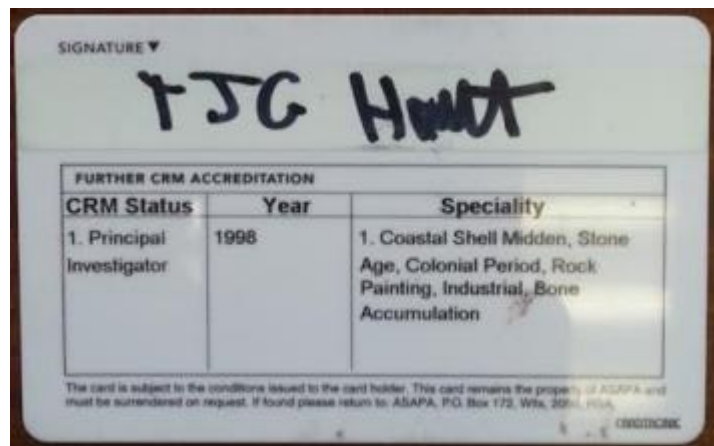 SIGNATURE▼
TJG
FURTHER CRM ACCREDITATION
CRM Status Year Speciality
1. Principal 1998 1. Coastal Shell Midden, Stone
Investigator Age, Colonial Period, Rock
Painting, Industrial, Bone
Accumulation
The card is subject to the conditions issued to the card holder. This card remains the property of ASAPA and
must be surrendered on request. If found please return to: ASAPA, P.O. Box 172, Wits, 2050, RSA.